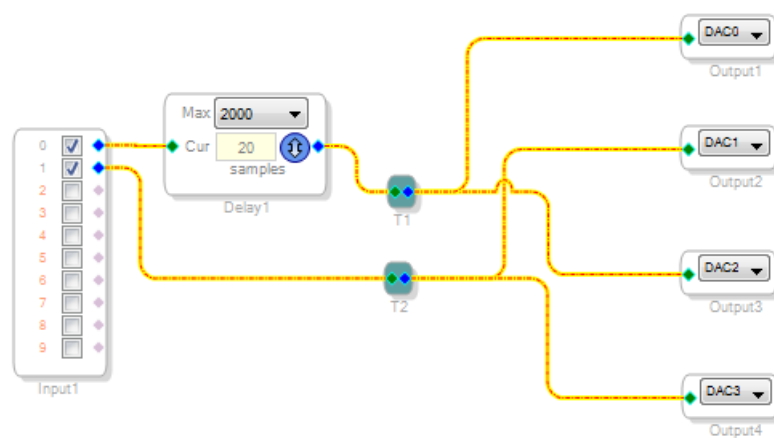 0
1
2
3
4
5
6
7
8
9
Input1
Max 2000
Cur 20
samples
Delay1
T1
T2
DAC0
Output1
DAC1
Output2
DAC2
Output3
DAC3
Output4